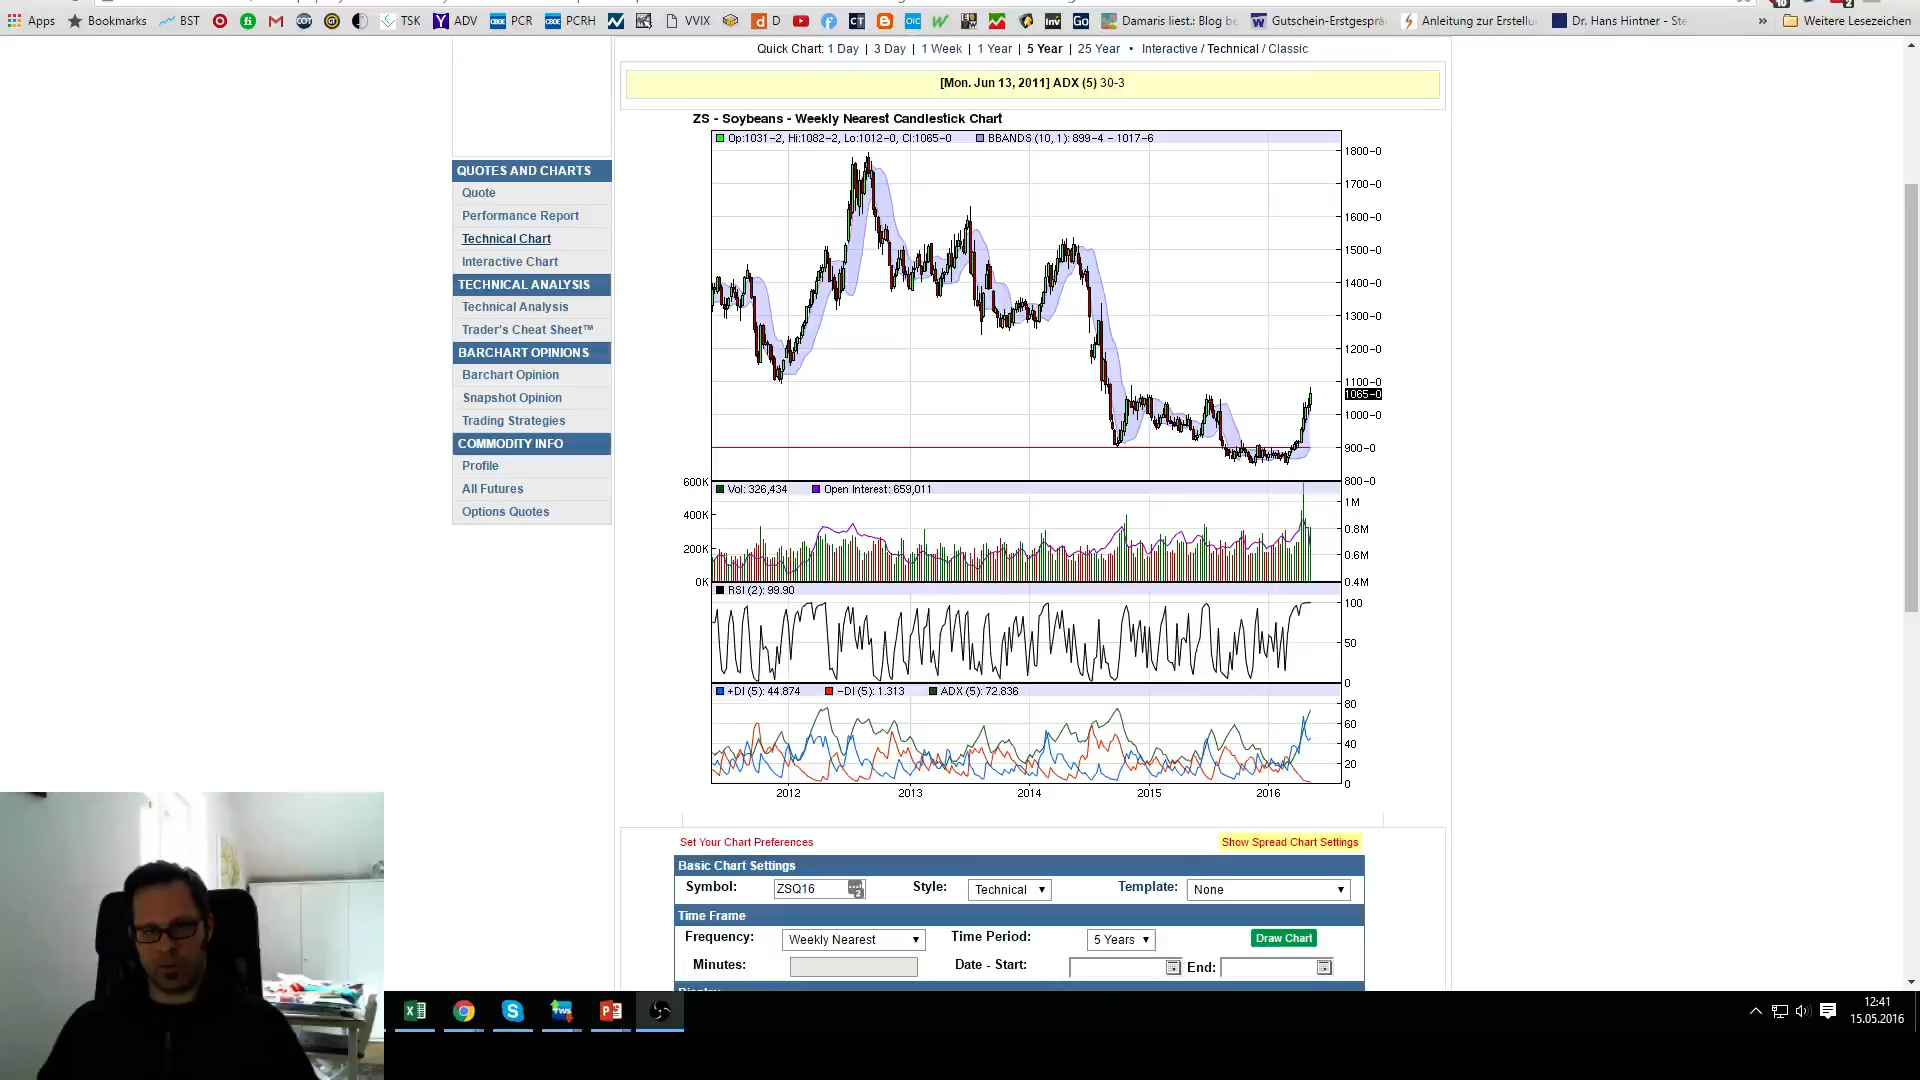 Apps Bookmarks BST TSK ADV PCR PCRH VVIX D Damaris liest.: Blog be Gutschein-Erstgesprä Anleitung zur Erstellu Dr. Hans Hintner - Ste » Weitere Lesezeichen
Quick Chart: 1 Day | 3 Day | 1 Week | 1 Year | 5 Year | 25 Year • Interactive / Technical / Classic
[Mon. Jun 13, 2011] ADX (5) 30-3
ZS - Soybeans - Weekly Nearest Candlestick Chart
Op:1031-2, Hi:1082-2, Lo:1012-0, Cl:1065-0 BBANDS (10, 1): 899-4 - 1017-6
1800-0
1700-0
1600-0
1500-0
1400-0
1300-0
1200-0
1100-0
1065-0
1000-0
900-0
800-0
QUOTES AND CHARTS
Quote
Performance Report
Technical Chart
Interactive Chart
TECHNICAL ANALYSIS
Technical Analysis
Trader's Cheat Sheet™
BARCHART OPINIONS
Barchart Opinion
Snapshot Opinion
Trading Strategies
COMMODITY INFO
Profile
All Futures
Options Quotes
Vol: 326,434 Open Interest: 659,011
600K
400K
200K
0K
1M
0.8M
0.6M
0.4M
RSI (2): 99.90
100
50
0
+DI (5): 44.874 -DI (5): 1.313 ADX (5): 72.836
80
60
40
20
0
2012 2013 2014 2015 2016
Set Your Chart Preferences Show Spread Chart Settings
Basic Chart Settings
Symbol: ZSQ16 Style: Technical Template: None
Time Frame
Frequency: Weekly Nearest Time Period: 5 Years Draw Chart
Minutes: Date - Start: End:
12:41
15.05.2016